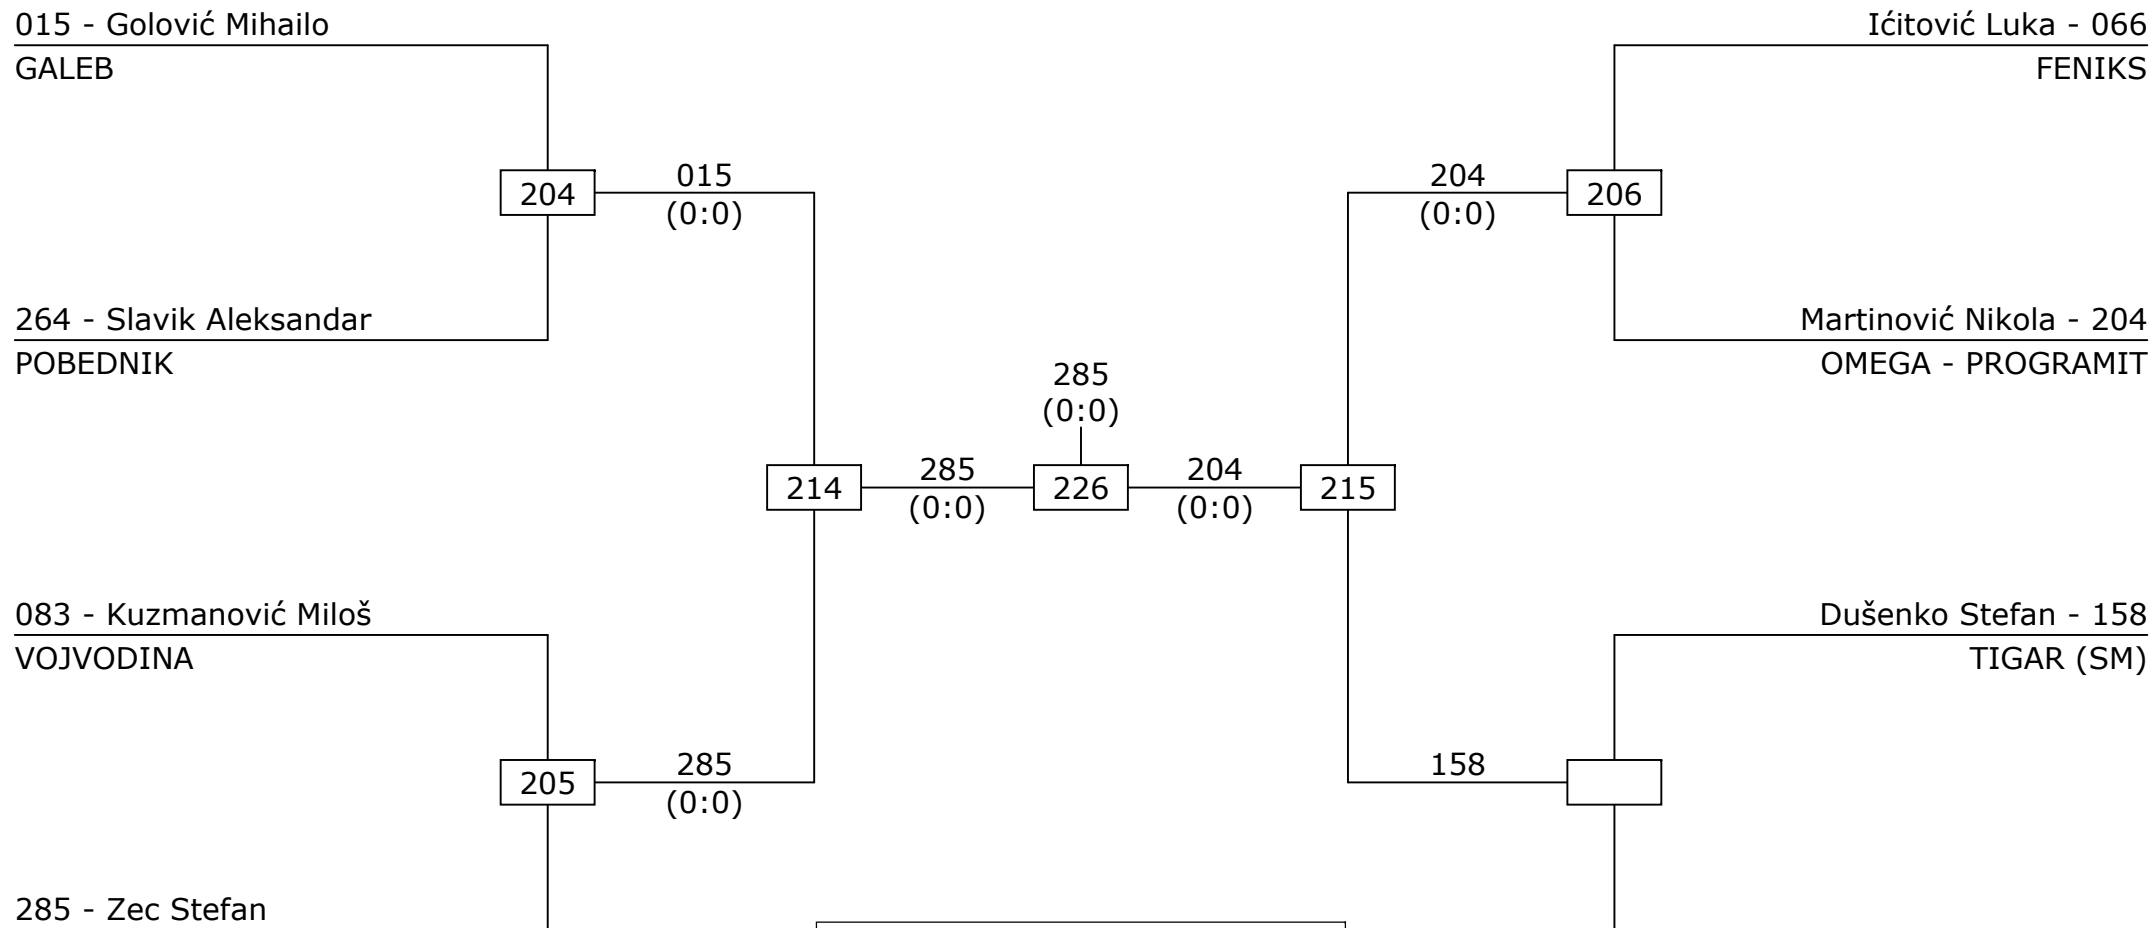 015 - Golović Mihailo
GALEB
Ićitović Luka - 066
FENIKS
204
015
(0:0)
204
(0:0)
206
264 - Slavik Aleksandar
POBEDNIK
Martinović Nikola - 204
OMEGA - PROGRAMIT
285
(0:0)
214
285
(0:0)
226
204
(0:0)
215
083 - Kuzmanović Miloš
VOJVODINA
Dušenko Stefan - 158
TIGAR (SM)
205
285
(0:0)
158
285 - Zec Stefan